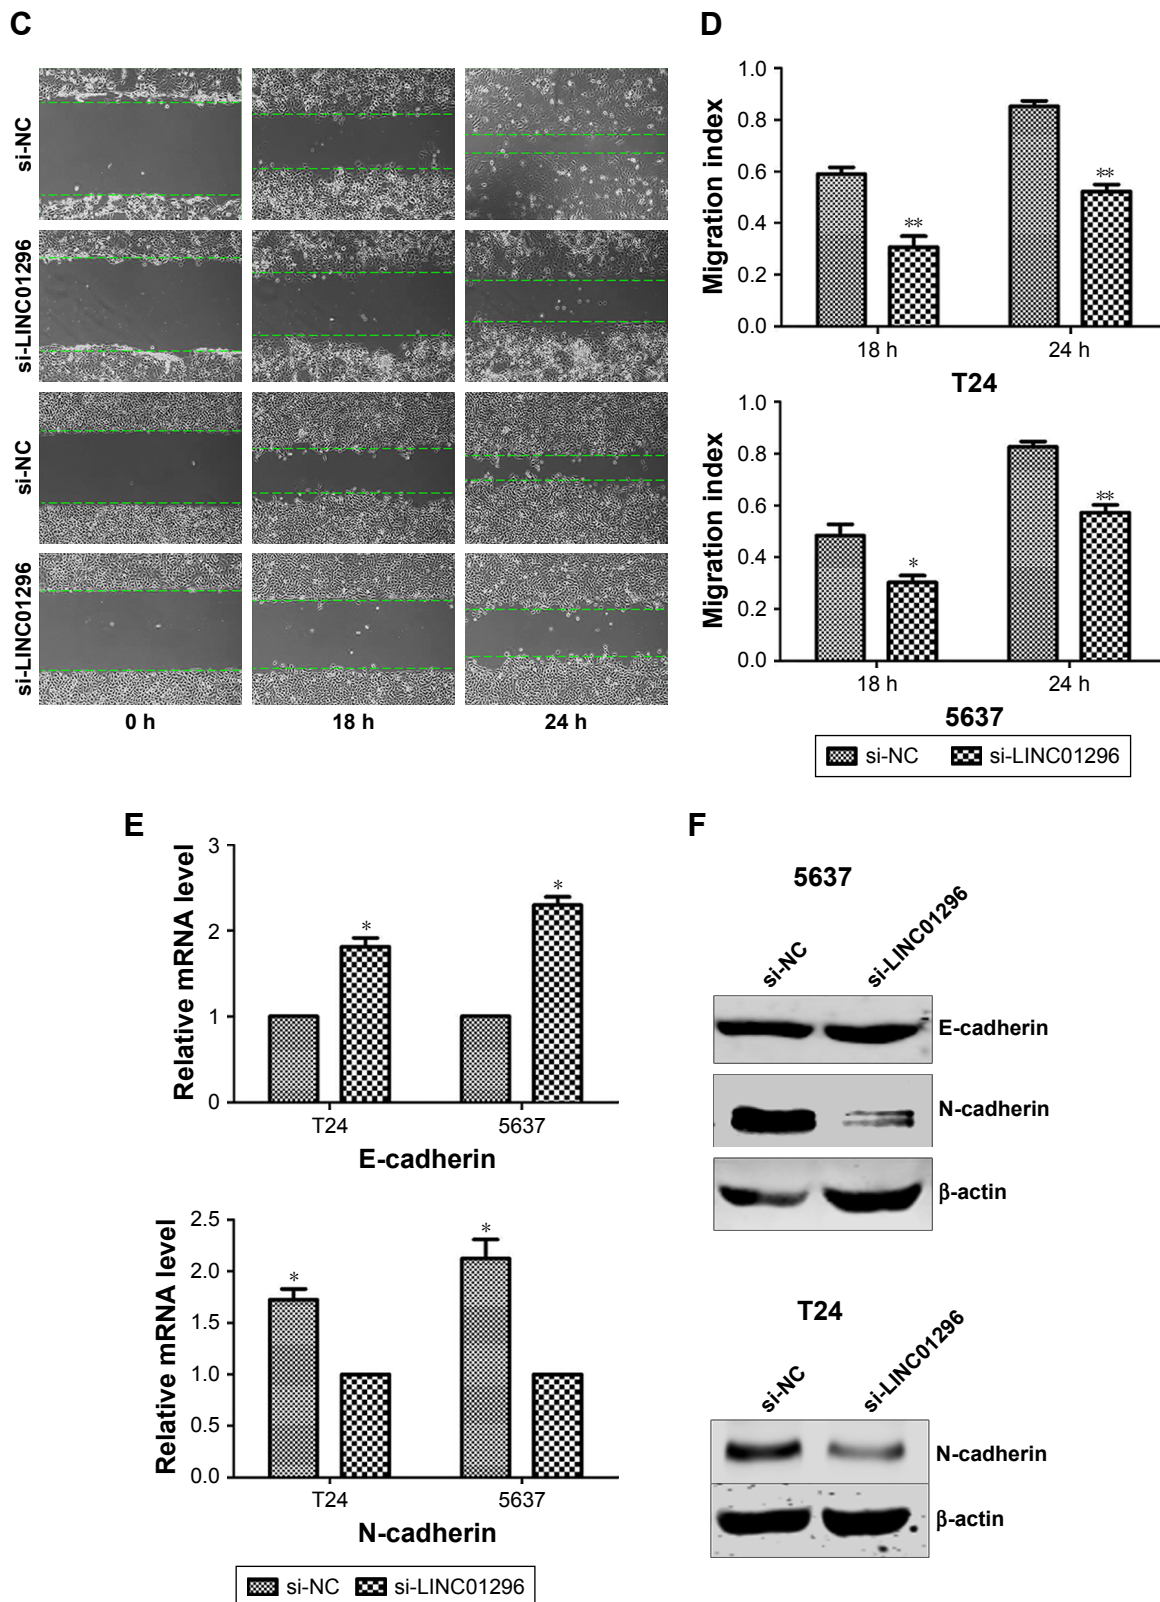 C
si-NC
si-LINC01296
si-NC
si-LINC01296
0 h
18 h
24 h
D
Migration index
1.0
0.8
0.6
0.4
0.2
0.0
**
**
18 h
24 h
T24
Migration index
1.0
0.8
0.6
0.4
0.2
0.0
*
**
18 h
24 h
5637
si-NC
si-LINC01296
E
Relative mRNA level
3
2
1
0
*
*
T24
5637
E-cadherin
Relative mRNA level
2.5
2.0
1.5
1.0
0.5
0.0
*
*
T24
5637
N-cadherin
si-NC
si-LINC01296
F
5637
si-NC
si-LINC01296
E-cadherin
N-cadherin
β-actin
T24
si-NC
si-LINC01296
N-cadherin
β-actin